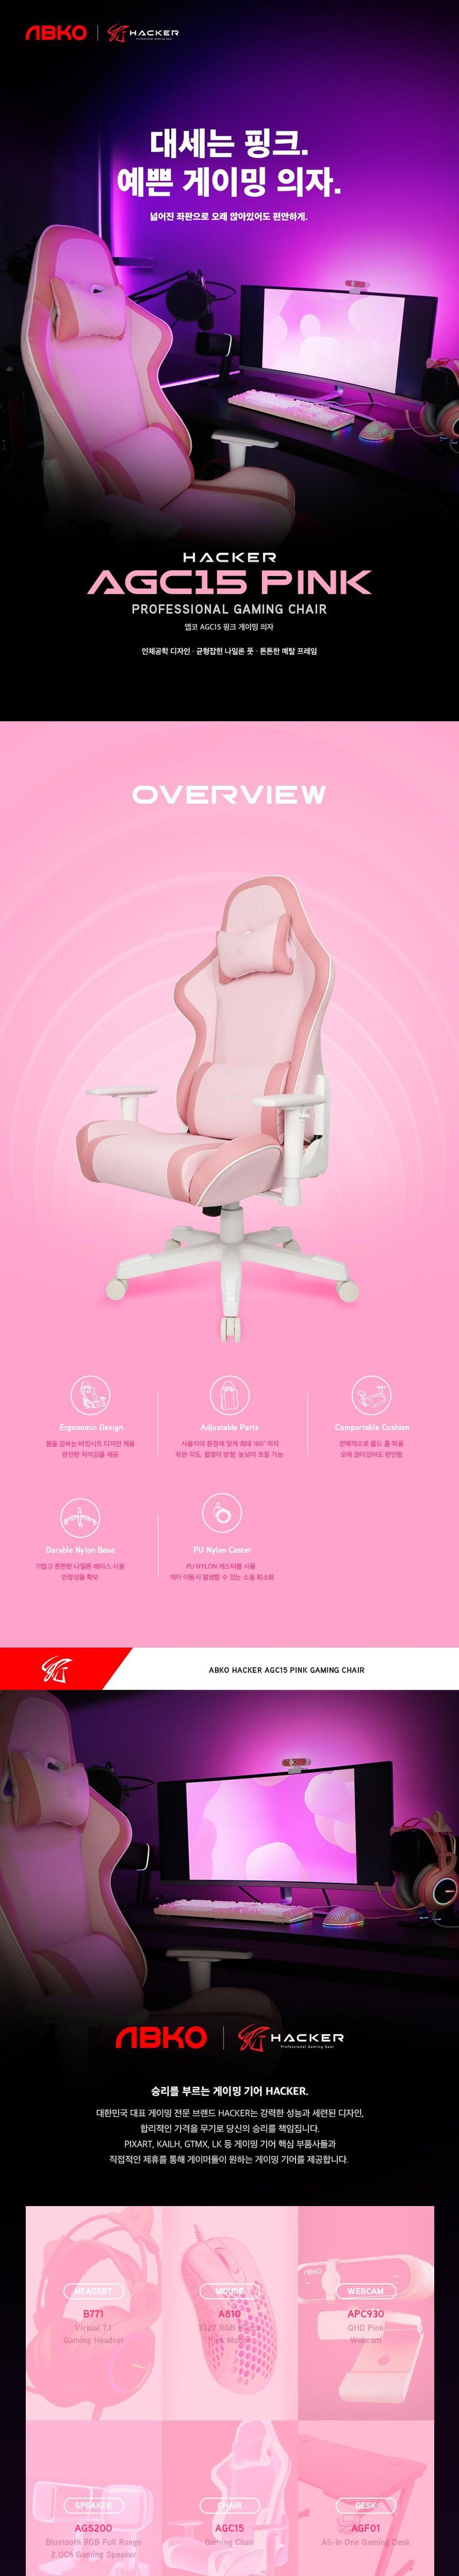 ABKO
HACKER
Professional Gaming Gear
대세는 핑크.
예쁜 게이밍 의자.
넓어진 좌판으로 오래 앉아있어도 편안하게.
HACKER
AGC15 PINK
PROFESSIONAL GAMING CHAIR
앱코 AGC15 핑크 게이밍 의자
인체공학 디자인 · 균형잡힌 나일론 풋 · 튼튼한 메탈 프레임
OVERVIEW
Ergonomic Design
몸을 감싸는 버킷시트 디자인 채용
편안한 착석감을 제공
Adjustable Parts
사용자의 환경에 맞게 최대 160˚까지
좌판 각도, 팔걸이 방향, 높낮이 조절 가능
Comportable Cushion
전체적으로 콜드 폼 적용
오래 앉아있어도 편안함
Durable Nylon Base
가볍고 튼튼한 나일론 베이스 사용
안정성을 확보
PU Nylon Caster
PU NYLON 캐스터를 사용
의자 이동시 발생할 수 있는 소음 최소화
ABKO HACKER AGC15 PINK GAMING CHAIR
ABKO
HACKER
Professional Gaming Gear
승리를 부르는 게이밍 기어 HACKER.
대한민국 대표 게이밍 전문 브랜드 HACKER는 강력한 성능과 세련된 디자인,
합리적인 가격을 무기로 당신의 승리를 책임집니다.
PIXART, KAILH, GTMX, LK 등 게이밍 기어 핵심 부품사들과
직접적인 제휴를 통해 게이머들이 원하는 게이밍 기어를 제공합니다.
HEADSET
B771
Virtual 7.1
Gaming Headset
MOUSE
A810
3327 RGB
Pink Mouse
WEBCAM
APC930
QHD Pink
Webcam
SPEAKER
AGS200
Bluetooth RGB Full Range
2.0Ch Gaming Speaker
CHAIR
AGC15
Gaming Chair
DESK
AGF01
All-In One Gaming Desk